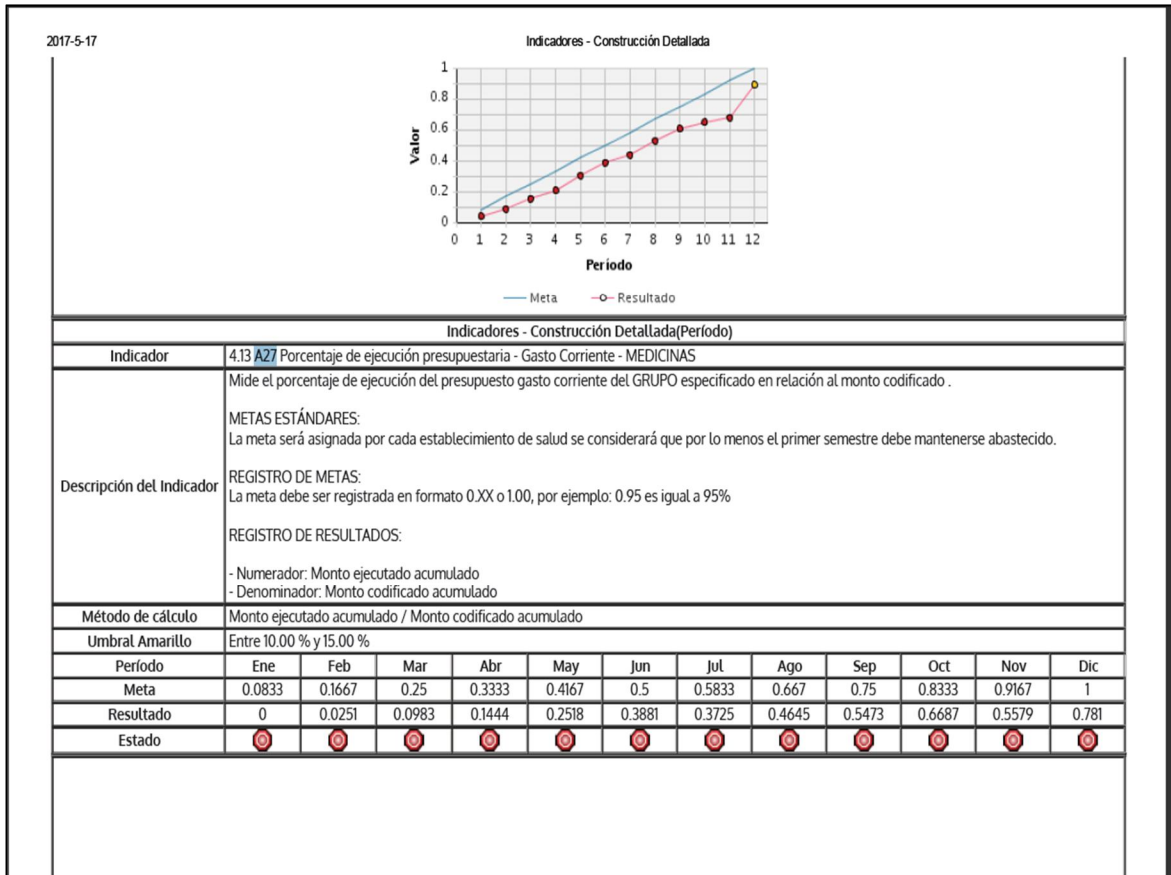 2017-5-17 Indicadores - Construcción Detallada
1
0.8
0.6
0.4
0.2
0
Valor
0 1 2 3 4 5 6 7 8 9 10 11 12
Período
Meta Resultado
Indicadores - Construcción Detallada(Período)
Indicador 4.13 A27 Porcentaje de ejecución presupuestaria - Gasto Corriente - MEDICINAS
Descripción del Indicador
Mide el porcentaje de ejecución del presupuesto gasto corriente del GRUPO especificado en relación al monto codificado .
METAS ESTÁNDARES:
La meta será asignada por cada establecimiento de salud se considerará que por lo menos el primer semestre debe mantenerse abastecido.
REGISTRO DE METAS:
La meta debe ser registrada en formato 0.XX o 1.00, por ejemplo: 0.95 es igual a 95%
REGISTRO DE RESULTADOS:
- Numerador: Monto ejecutado acumulado
- Denominador: Monto codificado acumulado
Método de cálculo Monto ejecutado acumulado / Monto codificado acumulado
Umbral Amarillo Entre 10.00 % y 15.00 %
Período Ene Feb Mar Abr May Jun Jul Ago Sep Oct Nov Dic
Meta 0.0833 0.1667 0.25 0.3333 0.4167 0.5 0.5833 0.667 0.75 0.8333 0.9167 1
Resultado 0 0.0251 0.0983 0.1444 0.2518 0.3881 0.3725 0.4645 0.5473 0.6687 0.5579 0.781
Estado